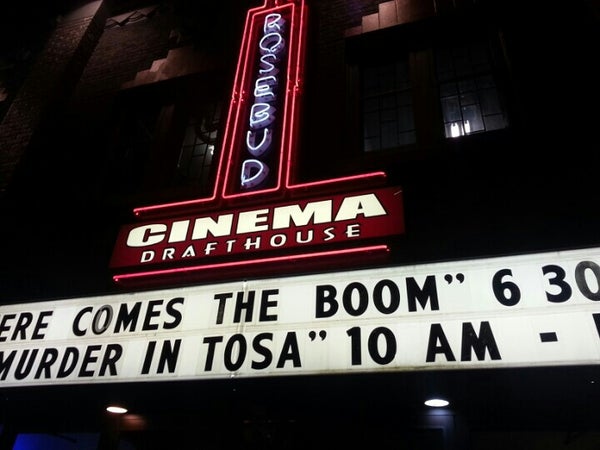 ROSEBUD
CINEMA
DRAFTHOUSE
ERE COMES THE BOOM" 6 30
MURDER IN TOSA" 10 AM -